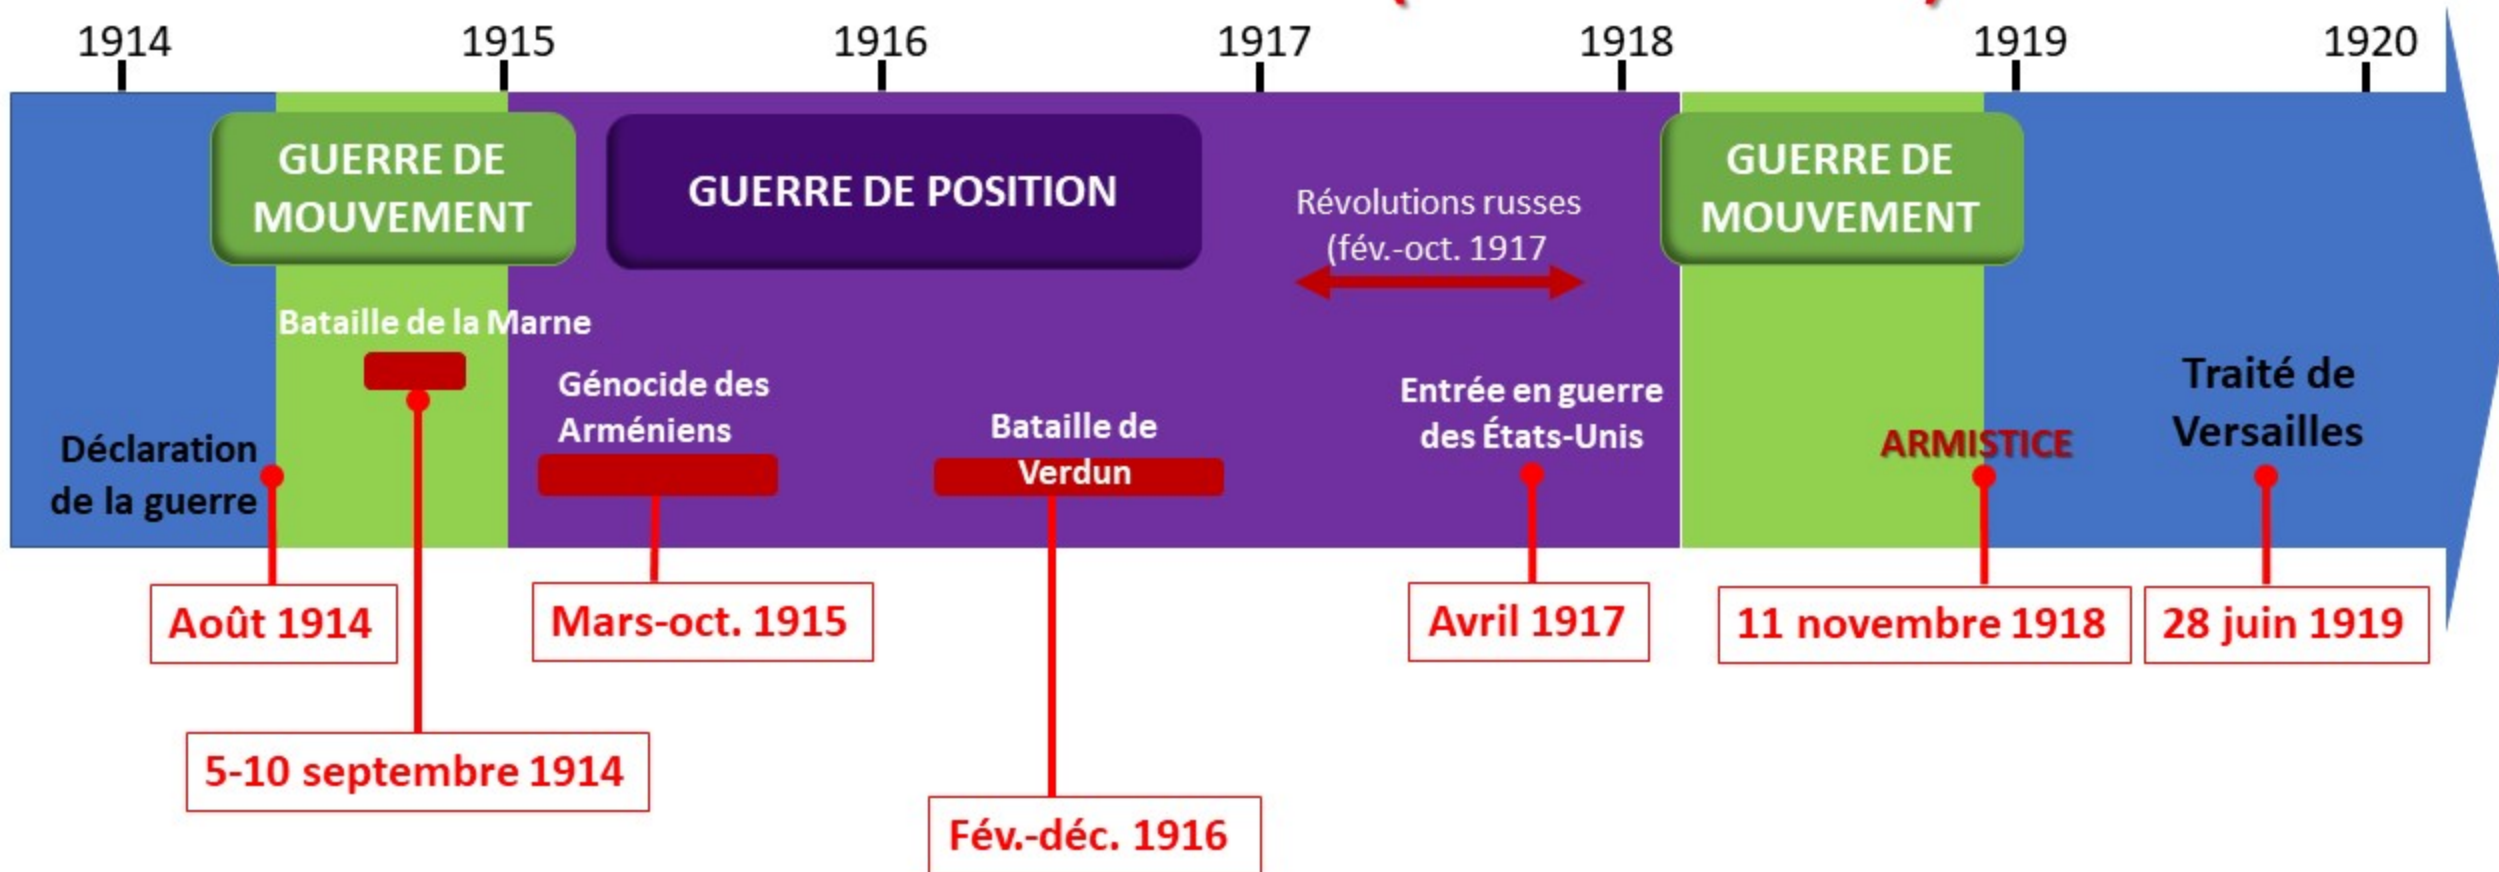 1914 1915 1916 1917 1918 1919 1920
GUERRE DE
MOUVEMENT
GUERRE DE POSITION
Révolutions russes
(fév.-oct. 1917
GUERRE DE
MOUVEMENT
Bataille de la Marne
Génocide des
Arméniens
Bataille de
Verdun
Entrée en guerre
des États-Unis
Traité de
Versailles
ARMISTICE
Déclaration
de la guerre
Août 1914
Mars-oct. 1915
Avril 1917
11 novembre 1918
28 juin 1919
5-10 septembre 1914
Fév.-déc. 1916